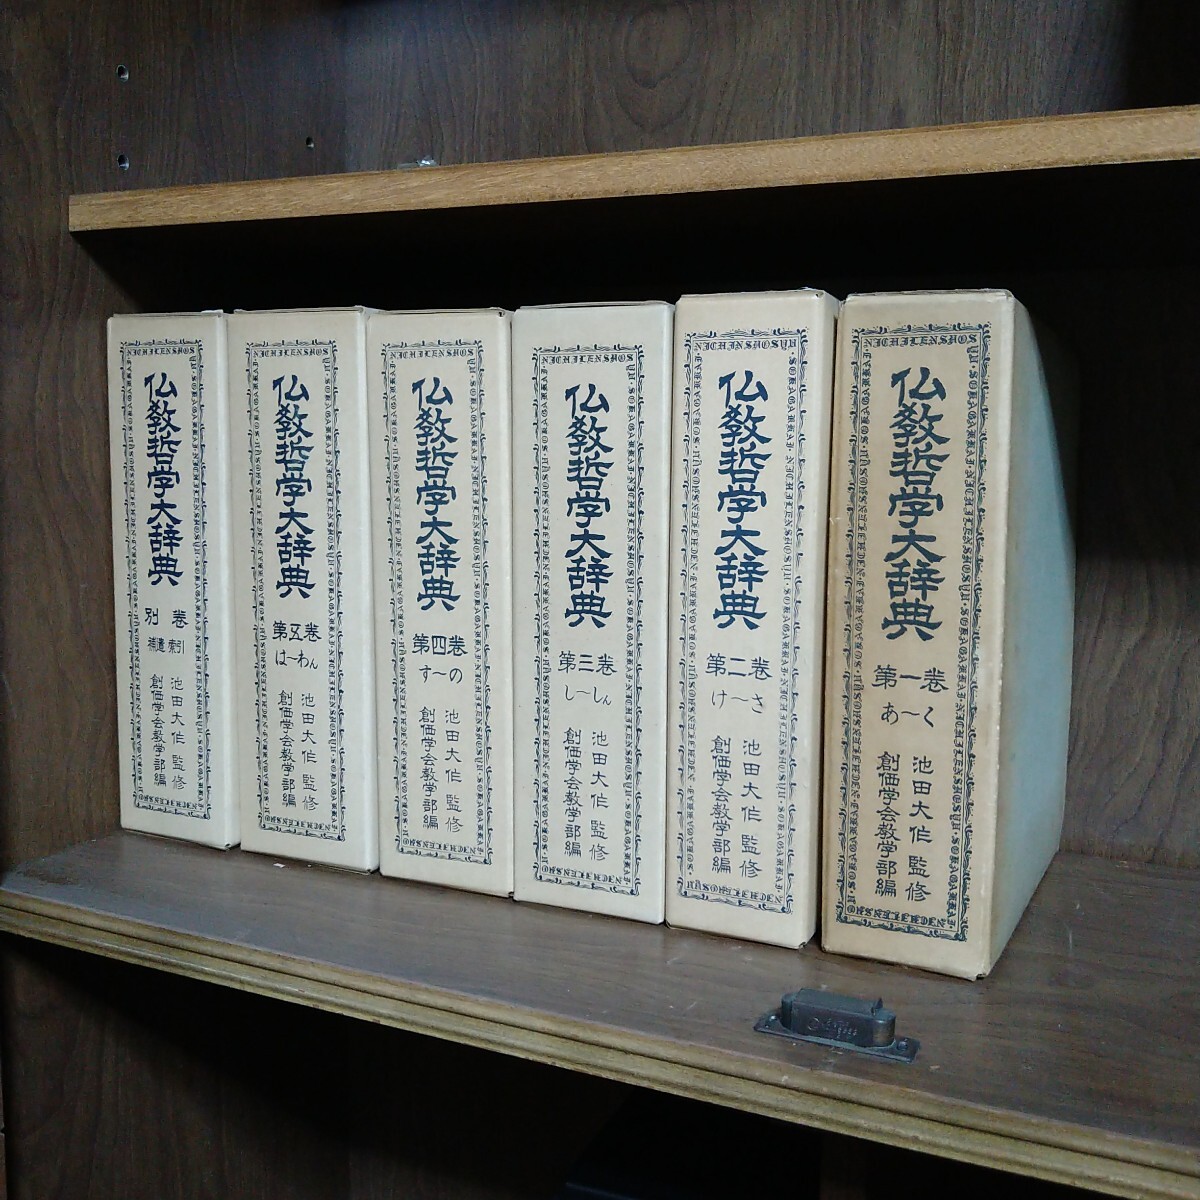 仏教哲学大辞典
別巻
補遺 索引
池田大作 監修
創価学会教学部編
仏教哲学大辞典
第五巻
は〜わん
池田大作 監修
創価学会教学部編
仏教哲学大辞典
第四巻
す〜の
池田大作 監修
創価学会教学部編
仏教哲学大辞典
第三巻
し〜しん
池田大作 監修
創価学会教学部編
仏教哲学大辞典
第二巻
け〜さ
池田大作 監修
創価学会教学部編
仏教哲学大辞典
第一巻
あ〜く
池田大作 監修
創価学会教学部編